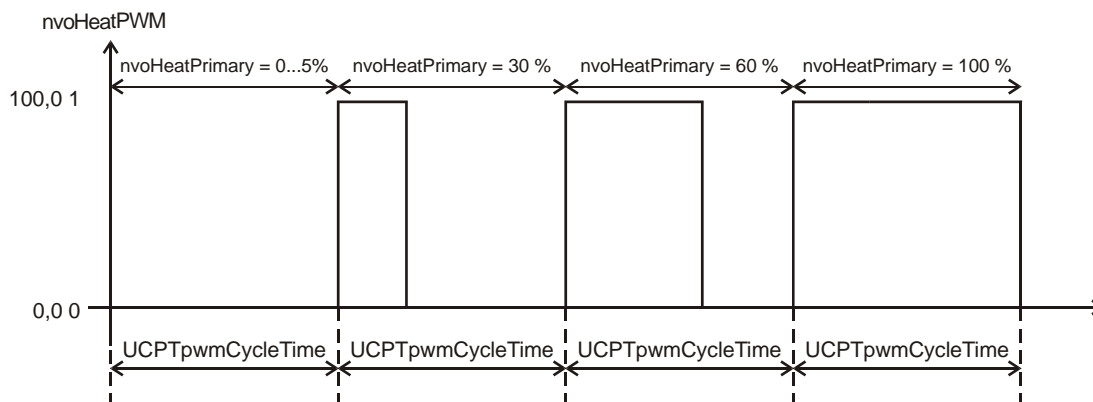 nvoHeatPWM
nvoHeatPrimary = 0...5% nvoHeatPrimary = 30 % nvoHeatPrimary = 60 % nvoHeatPrimary = 100 %
100,0 1
0,0 0
UCPTpwmCycleTime UCPTpwmCycleTime UCPTpwmCycleTime UCPTpwmCycleTime